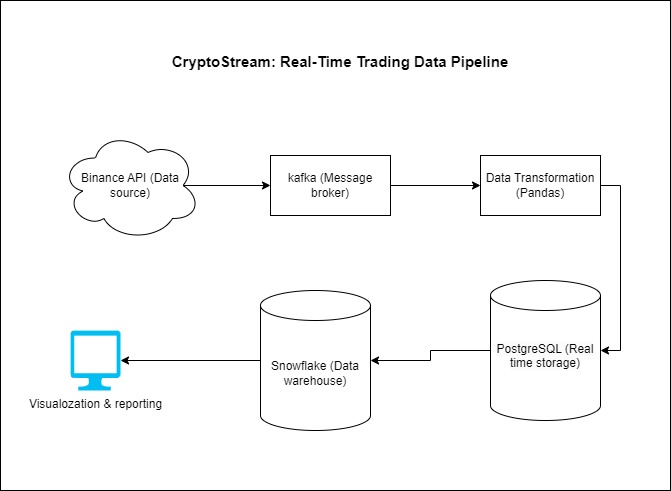 CryptoStream: Real-Time Trading Data Pipeline
Binance API (Data
source)
kafka (Message
broker)
Data Transformation
(Pandas)
PostgreSQL (Real
time storage)
Snowflake (Data
warehouse)
Visualozation & reporting